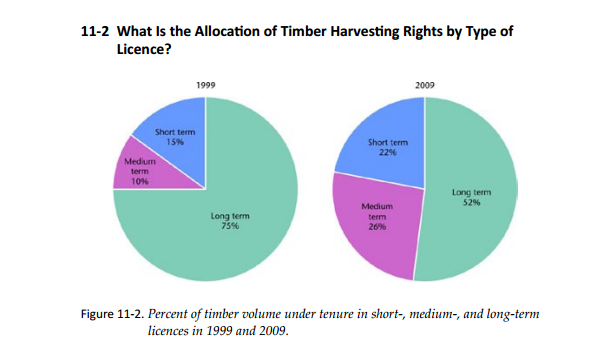 11-2 What Is the Allocation of Timber Harvesting Rights by Type of
Licence?
1999
Short term
15%
Medium
term
10%
Long term
75%
2009
Short term
22%
Long term
52%
Medium
term
26%
Figure 11-2. Percent of timber volume under tenure in short-, medium-, and long-term
licences in 1999 and 2009.